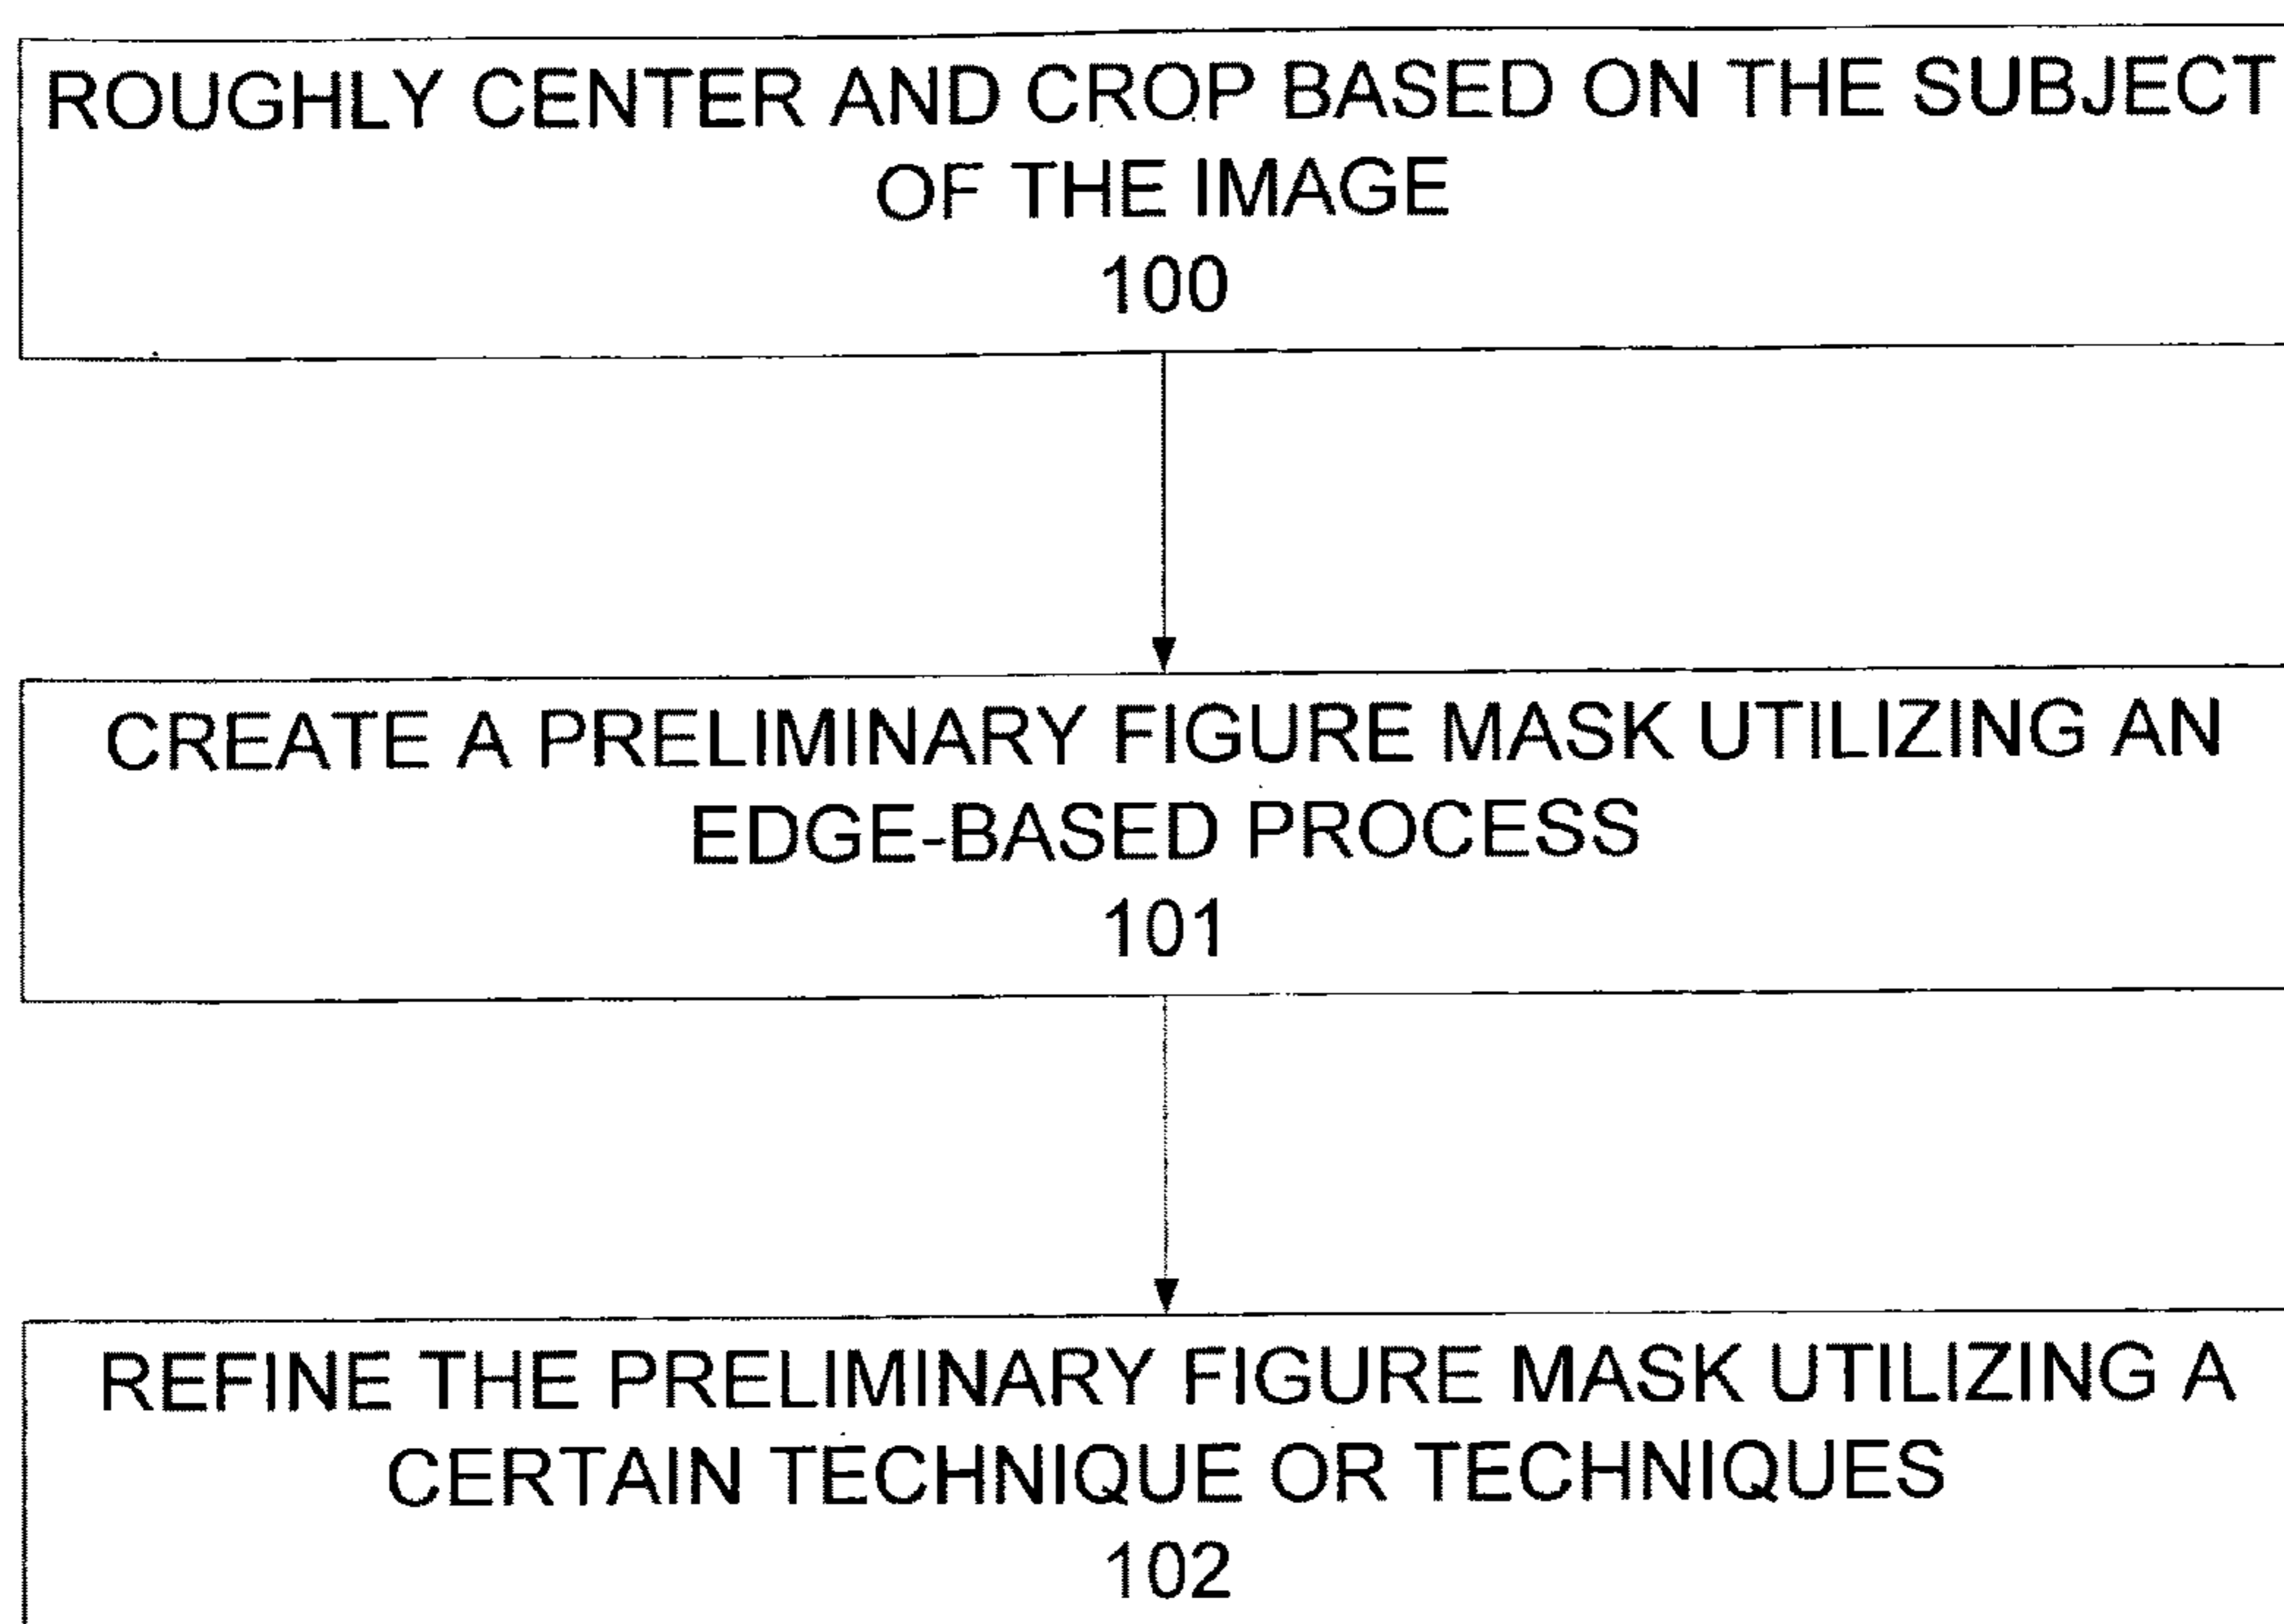 ROUGHLY CENTER AND CROP BASED ON THE SUBJECT
OF THE IMAGE
100
CREATE A PRELIMINARY FIGURE MASK UTILIZING AN
EDGE-BASED PROCESS
101
REFINE THE PRELIMINARY FIGURE MASK UTILIZING A
CERTAIN TECHNIQUE OR TECHNIQUES
102